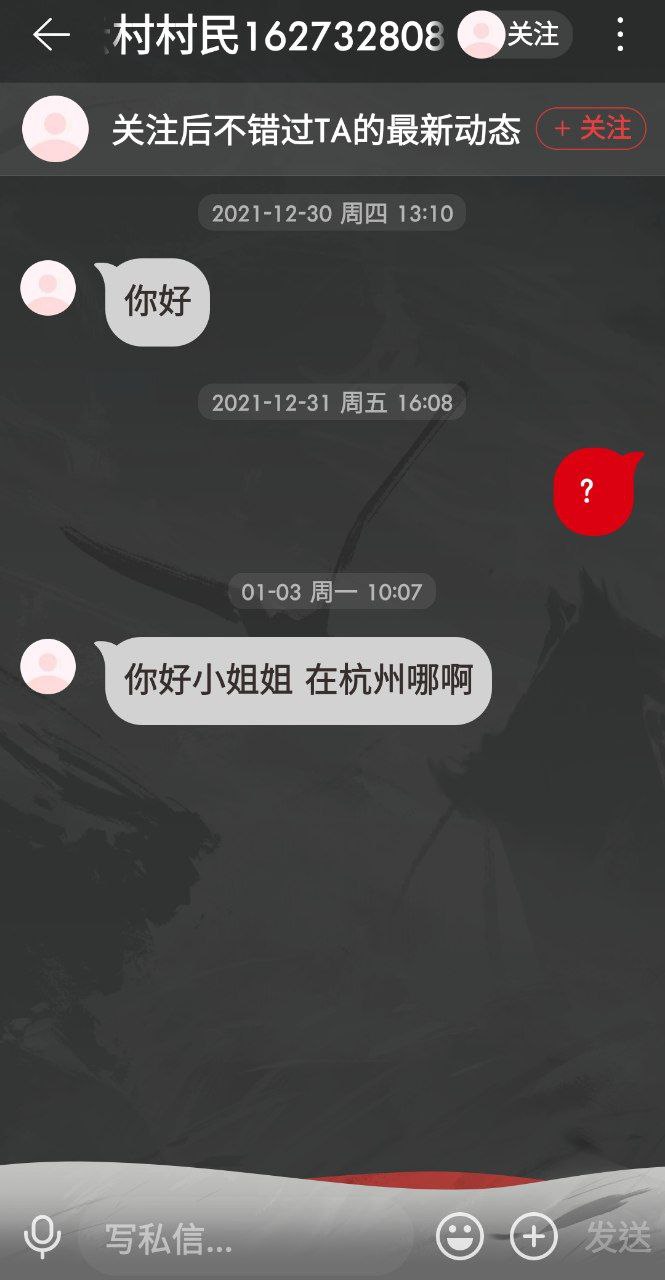 村村民162732808
关注
关注后不错过TA的最新动态
+ 关注
2021-12-30 周四 13:10
你好
2021-12-31 周五 16:08
?
01-03 周一 10:07
你好小姐姐 在杭州哪啊
写私信...
发送